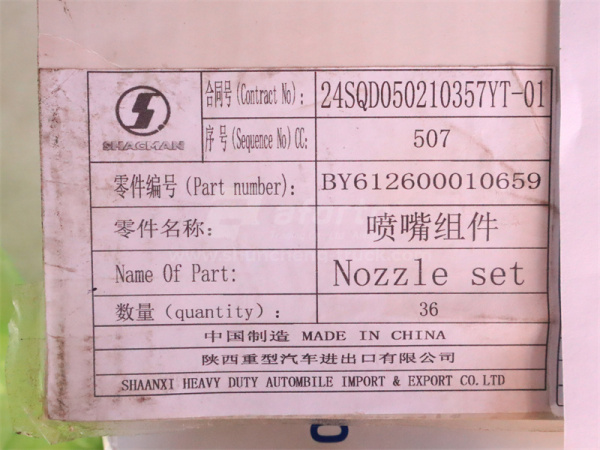 SHACMAN
合同号(Contract No): 24SQD050210357YT-01
序号(Sequence No)CC: 507
零件编号(Part number): BY612600010659
零件名称: 喷嘴组件
Name Of Part: Nozzle set
数量(quantity): 36
中国制造 MADE IN CHINA
陕西重型汽车进出口有限公司
SHAANXI HEAVY DUTY AUTOMBILE IMPORT & EXPORT CO.LTD